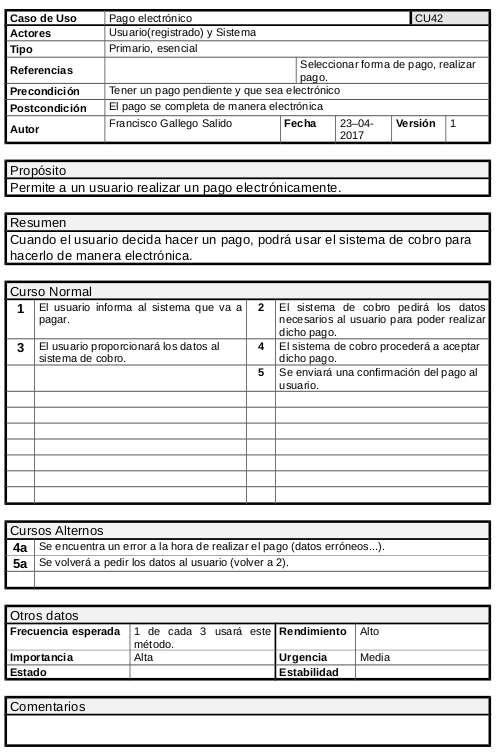 Caso de Uso Pago electrónico CU42
Actores Usuario(registrado) y Sistema
Tipo Primario, esencial
Referencias Seleccionar forma de pago, realizar
pago.
Precondición Tener un pago pendiente y que sea electrónico
Postcondición El pago se completa de manera electrónica
Autor Francisco Gallego Salido Fecha 23–04-
2017 Versión 1
Propósito
Permite a un usuario realizar un pago electrónicamente.
Resumen
Cuando el usuario decida hacer un pago, podrá usar el sistema de cobro para
hacerlo de manera electrónica.
Curso Normal
1 El usuario informa al sistema que va a
pagar.
2 El sistema de cobro pedirá los datos
necesarios al usuario para poder realizar
dicho pago.
3 El usuario proporcionará los datos al
sistema de cobro.
4 El sistema de cobro procederá a aceptar
dicho pago.
5 Se enviará una confirmación del pago al
usuario.
Cursos Alternos
4a Se encuentra un error a la hora de realizar el pago (datos erróneos...).
5a Se volverá a pedir los datos al usuario (volver a 2).
Otros datos
Frecuencia esperada 1 de cada 3 usará este
método.
Rendimiento Alto
Importancia Alta Urgencia Media
Estado Estabilidad
Comentarios